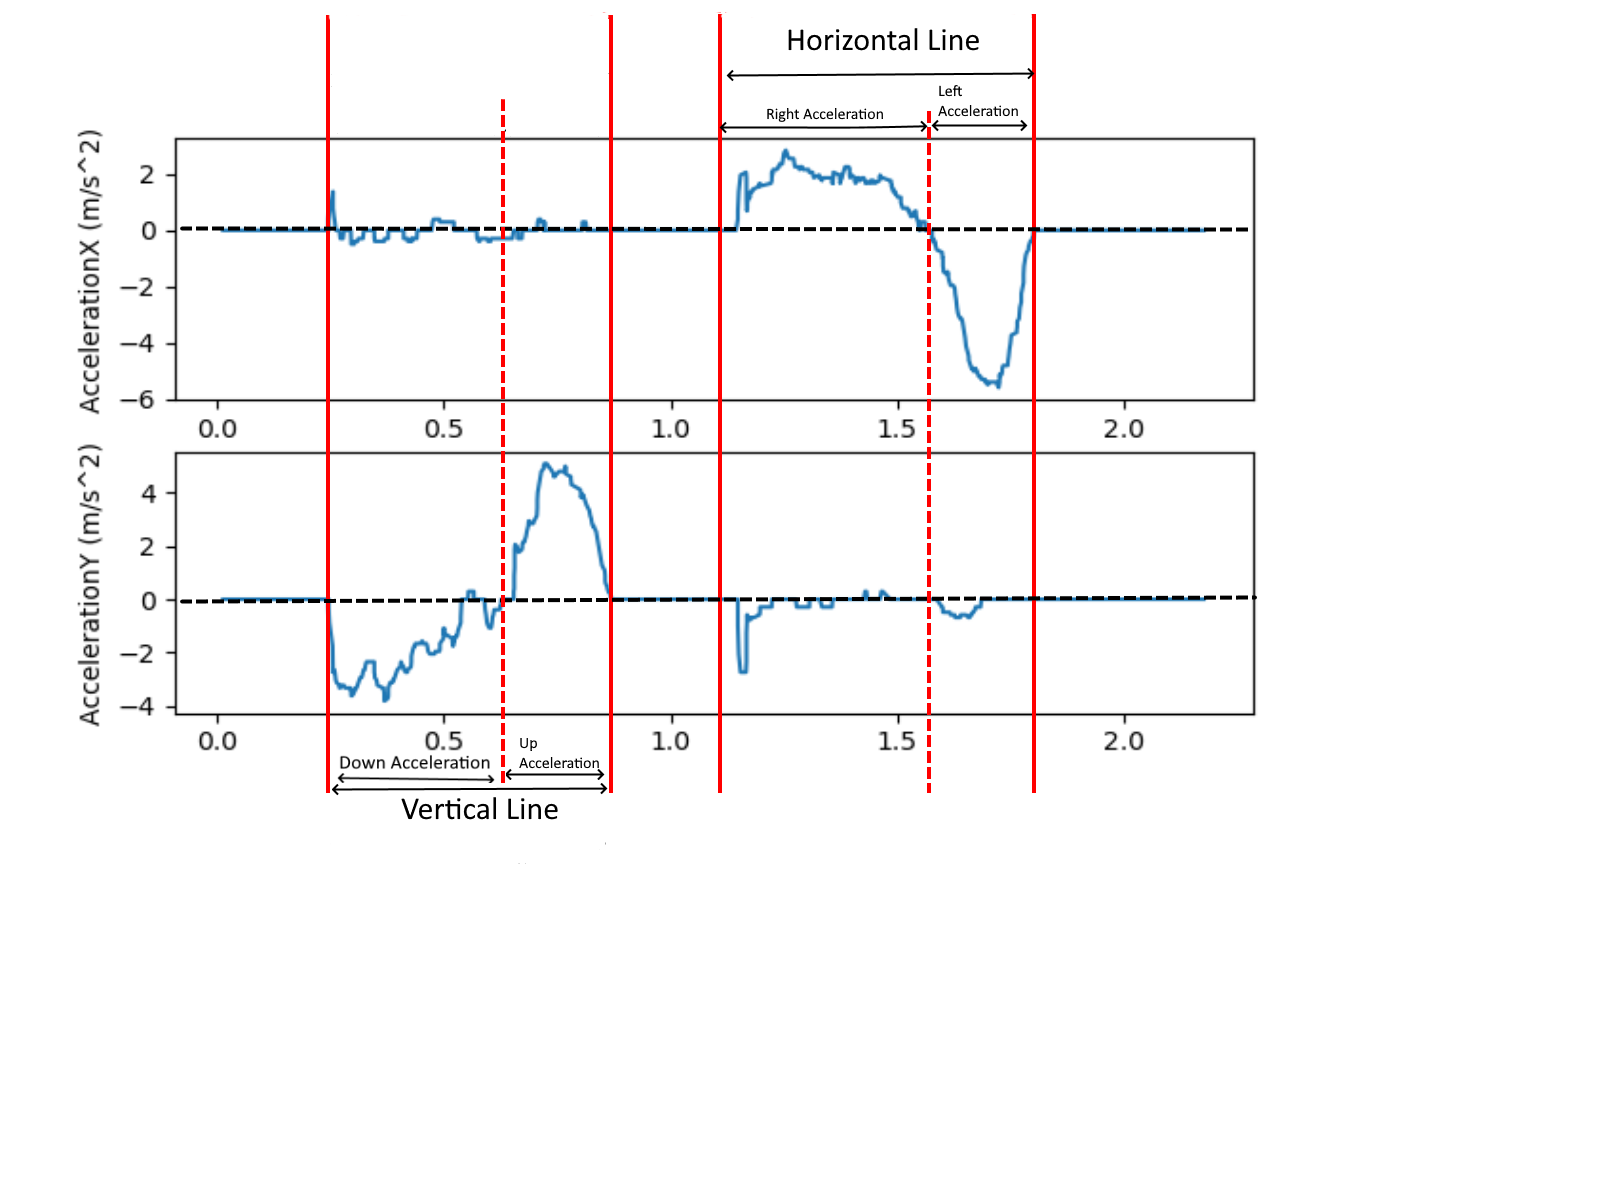 Horizontal Line
Left
Acceleration
Right Acceleration
AccelerationX (m/s^2)
2
0
−2
−4
−6
0.0 0.5 1.0 1.5 2.0
AccelerationY (m/s^2)
4
2
0
−2
−4
0.0 0.5 1.0 1.5 2.0
Up
Acceleration
Down Acceleration
Vertical Line